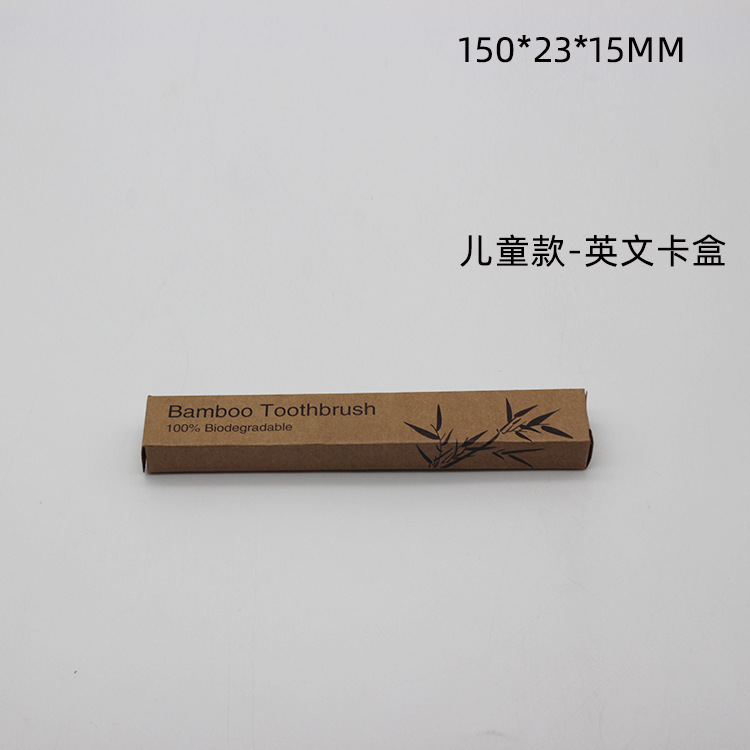 150*23*15MM
儿童款-英文卡盒
Bamboo Toothbrush
100% Biodegradable